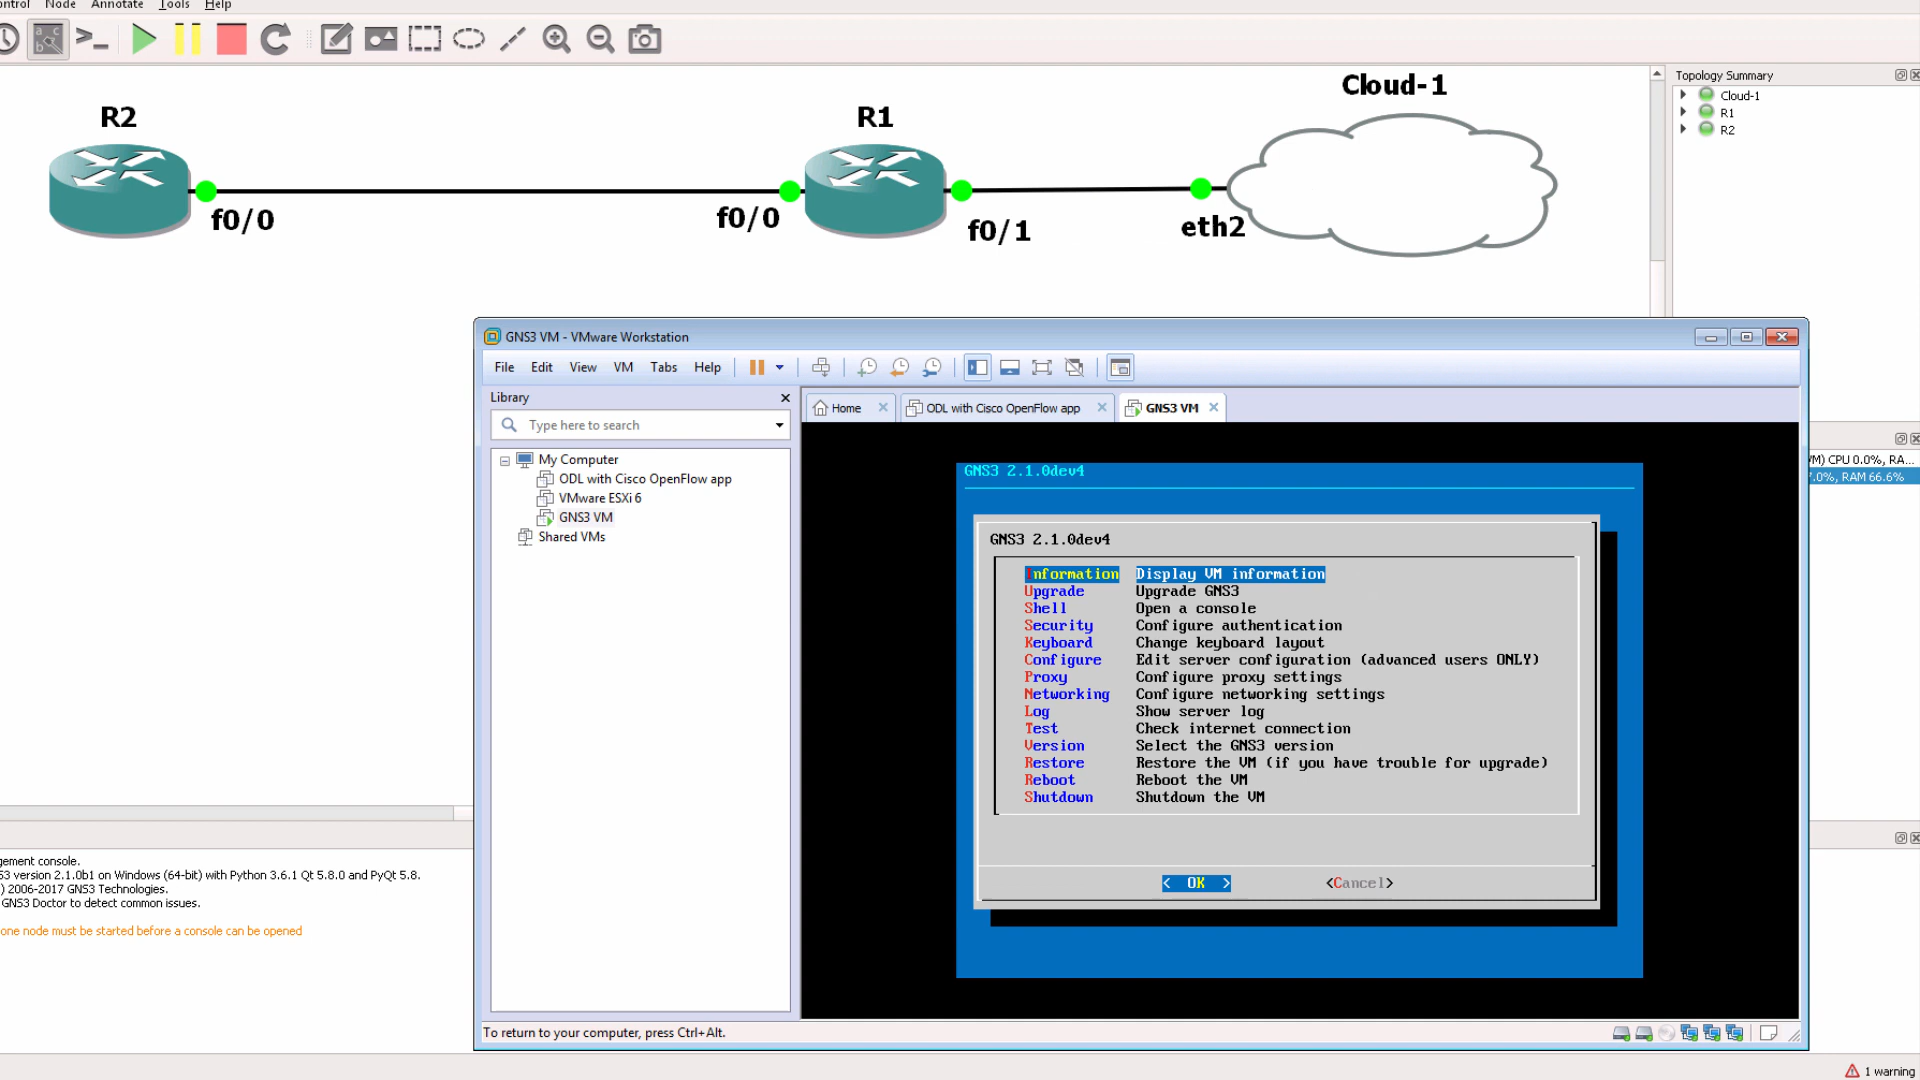 ontrol Node Annotate Tools Help
Topology Summary
Cloud-1
R1
R2
R2
R1
Cloud-1
f0/0
f0/0
f0/1
eth2
GNS3 VM - VMware Workstation
File Edit View VM Tabs Help
Library
Type here to search
Home
ODL with Cisco OpenFlow app
GNS3 VM
My Computer
ODL with Cisco OpenFlow app
VMware ESXi 6
GNS3 VM
Shared VMs
GNS3 2.1.0dev4
GNS3 2.1.0dev4
Information Display VM information
Upgrade Upgrade GNS3
Shell Open a console
Security Configure authentication
Keyboard Change keyboard layout
Configure Edit server configuration (advanced users ONLY)
Proxy Configure proxy settings
Networking Configure networking settings
Log Show server log
Test Check internet connection
Version Select the GNS3 version
Restore Restore the VM (if you have trouble for upgrade)
Reboot Reboot the VM
Shutdown Shutdown the VM
< OK > <Cancel>
To return to your computer, press Ctrl+Alt.
M) CPU 0.0%, RA...
7.0%, RAM 66.6%
gement console.
S3 version 2.1.0b1 on Windows (64-bit) with Python 3.6.1 Qt 5.8.0 and PyQt 5.8.
) 2006-2017 GNS3 Technologies.
GNS3 Doctor to detect common issues.
one node must be started before a console can be opened
1 warning